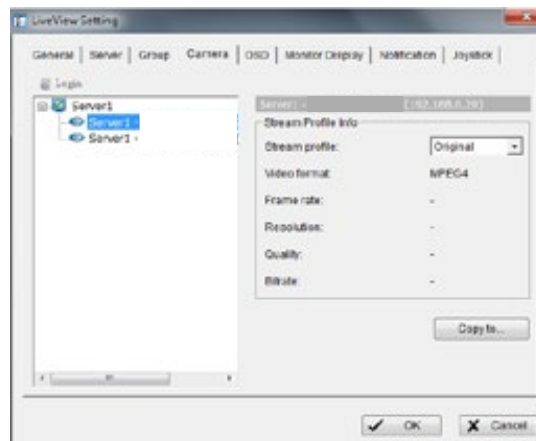 LiveView Setting
General Server Group Camera OSD Monitor Display Notification Joystick
Login
Server1
Server1 -
Server1 -
Server1 -
Stream Profile Info
Stream profile: Original
Video format: MPEG4
Frame rate: -
Resolution: -
Quality: -
Bitrate: -
Copy to...
OK Cancel